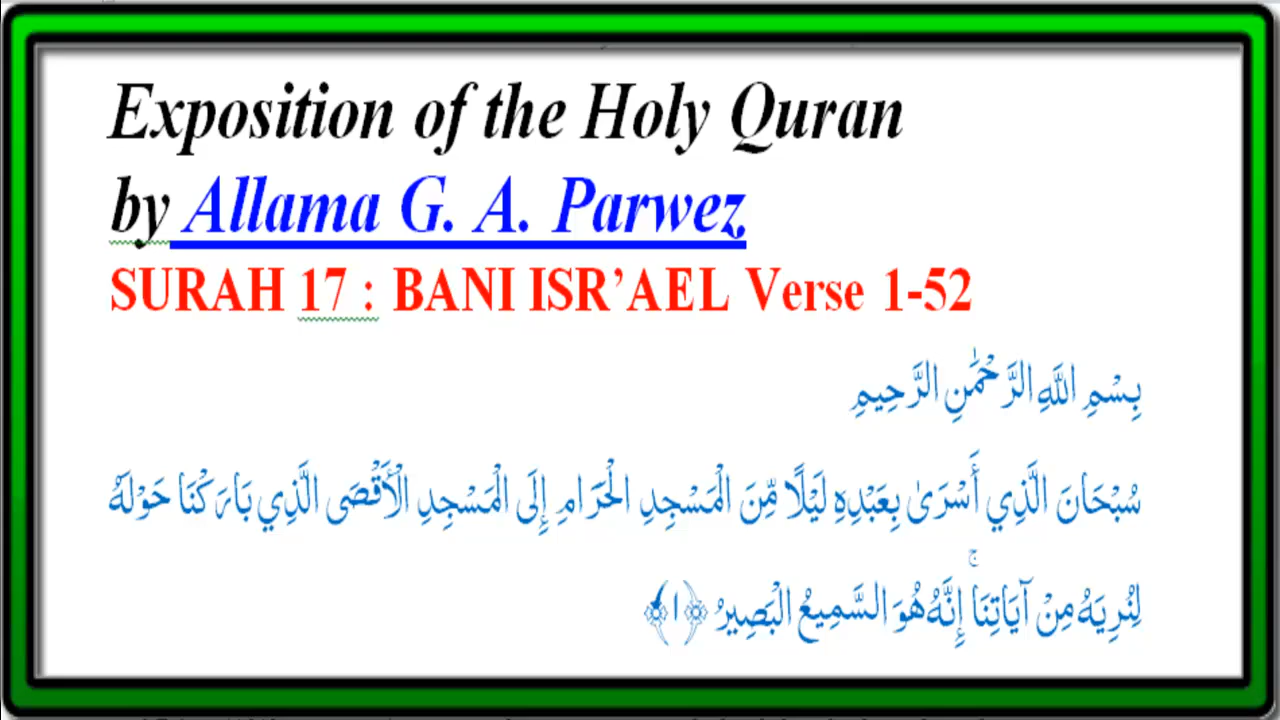 Exposition of the Holy Quran
by Allama G. A. Parwez
SURAH 17 : BANI ISR’AEL Verse 1-52
بِسْمِ اللَّهِ الرَّحْمَٰنِ الرَّحِيمِ
سُبْحَانَ الَّذِي أَسْرَىٰ بِعَبْدِهِ لَيْلًا مِّنَ الْمَسْجِدِ الْحَرَامِ إِلَى الْمَسْجِدِ الْأَقْصَى الَّذِي بَارَكْنَا حَوْلَهُ
لِنُرِيَهُ مِنْ آيَاتِنَا ۚ إِنَّهُ هُوَ السَّمِيعُ الْبَصِيرُ ﴿١﴾